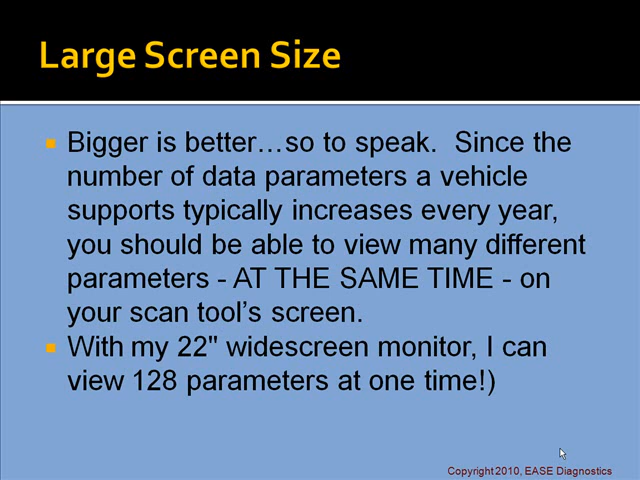 Large Screen Size
Bigger is better…so to speak.  Since the
number of data parameters a vehicle
supports typically increases every year,
you should be able to view many different
parameters - AT THE SAME TIME - on
your scan tool’s screen.
With my 22" widescreen monitor, I can
view 128 parameters at one time!)
Copyright 2010, EASE Diagnostics